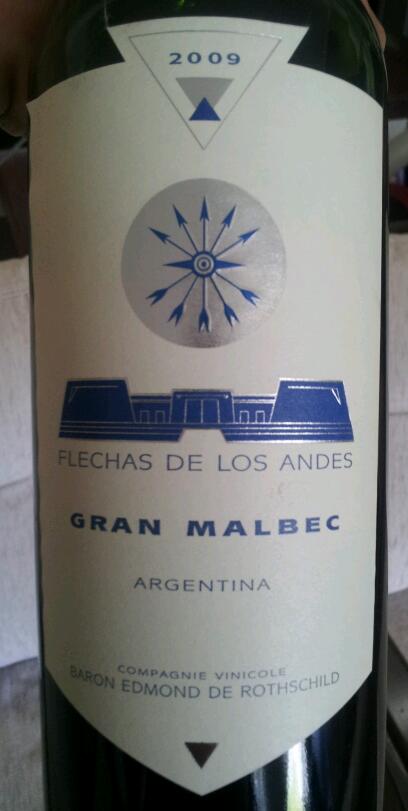 2009
FLECHAS DE LOS ANDES
GRAN MALBEC
ARGENTINA
COMPAGNIE VINICOLE
BARON EDMOND DE ROTHSCHILD